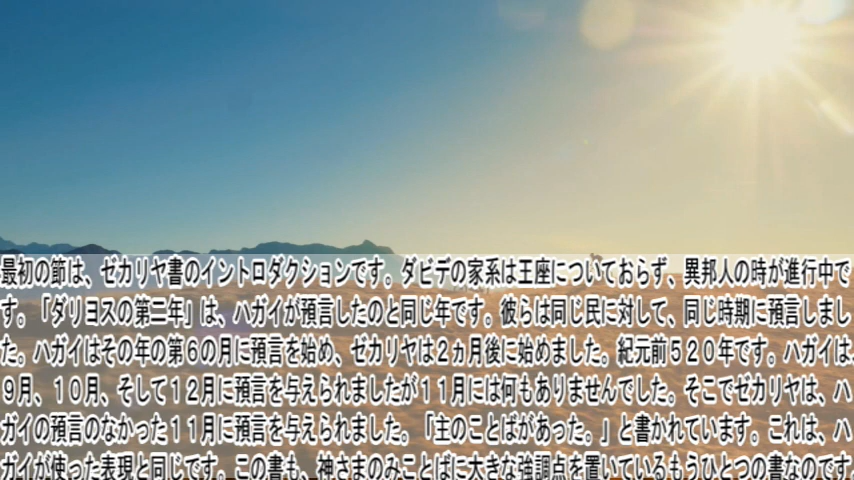 最初の節は、ゼカリヤ書のイントロダクションです。ダビデの家系は王座についておらず、異邦人の時が進行中で
す。「ダリヨスの第二年」は、ハガイが預言したのと同じ年です。彼らは同じ民に対して、同じ時期に預言しまし
た。ハガイはその年の第６の月に預言を始め、ゼカリヤは２ヵ月後に始めました。紀元前５２０年です。ハガイは、
９月、１０月、そして１２月に預言を与えられましたが１１月には何もありませんでした。そこでゼカリヤは、ハ
ガイの預言のなかった１１月に預言を与えられました。「主のことばがあった。」と書かれています。これは、ハ
ガイが使った表現と同じです。この書も、神さまのみことばに大きな強調点を置いているもうひとつの書なのです